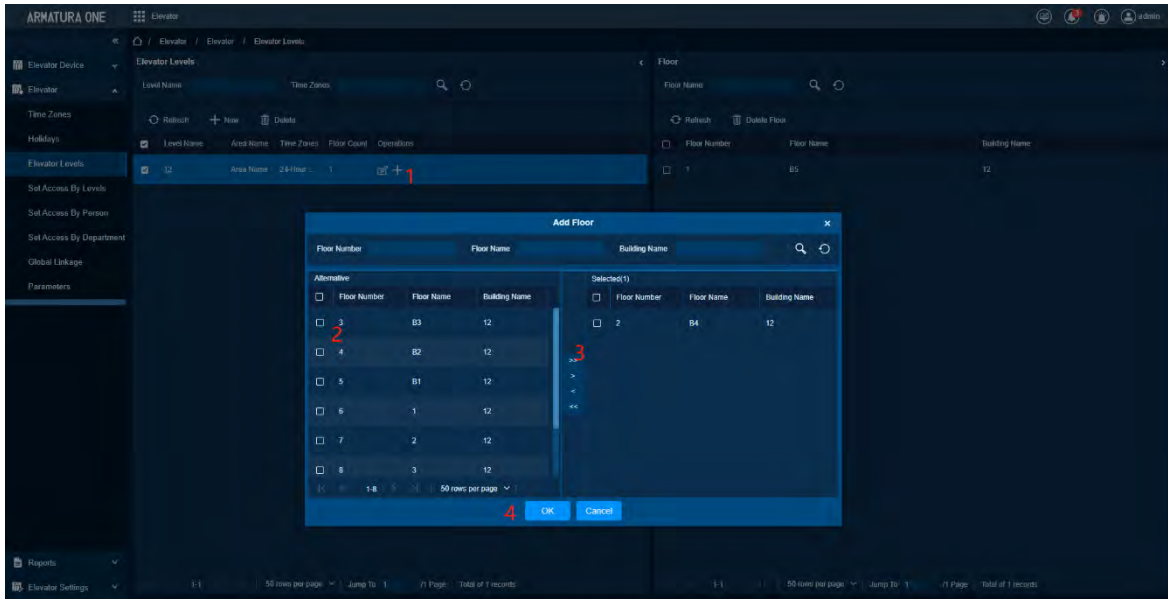 ARMATURA ONE
Elevator
admin
/ Elevator / Elevator / Elevator Levels
Elevator Device
Elevator
Time Zones
Holidays
Elevator Levels
Set Access By Levels
Set Access By Person
Set Access By Department
Global Linkage
Parameters
Reports
Elevator Settings
Elevator Levels
Level Name Time Zones
Refresh New Delete
Level Name Area Name Time Zones Floor Count Operations
12 Area Name 24-Hour ... 1
1
1-1 50 rows per page Jump To 1 /1 Page Total of 1 records
Floor
Floor Name
Refresh Delete Floor
Floor Number Floor Name Building Name
1 B5 12
1-1 50 rows per page Jump To 1 /1 Page Total of 1 records
Add Floor
Floor Number Floor Name Building Name
Alternative
Floor Number Floor Name Building Name
3 B3 12
2
4 B2 12
5 B1 12
6 1 12
7 2 12
8 3 12
1-8 50 rows per page
3
>>
>
<
<<
Selected(1)
Floor Number Floor Name Building Name
2 B4 12
4
OK Cancel